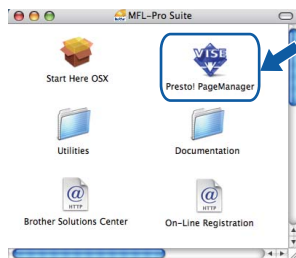 MFL-Pro Suite
Start Here OSX
VISE
Presto! PageManager
Utilities
Documentation
@
HTTP
Brother Solutions Center
@
HTTP
On-Line Registration